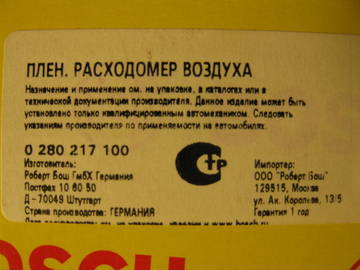 ПЛЕН. РАСХОДОМЕР ВОЗДУХА
Назначение и применение см. на упаковке, в каталогах или в
технической документации производителя. Данное изделие может быть
установлено только квалифицированным автомехаником. Следовать
указаниям производителя по применяемости на автомобилях.
0 280 217 100
Изготовитель:
Роберт Бош ГмбХ Германия
Постфах 10 60 50
Д - 70049 Штуттгарт
Страна производства: ГЕРМАНИЯ
Стр
Импортер:
ООО "Роберт Бош"
129515, Москва
ул. Ак. Королева, 13/5
Гарантия 1 год
BOSCH